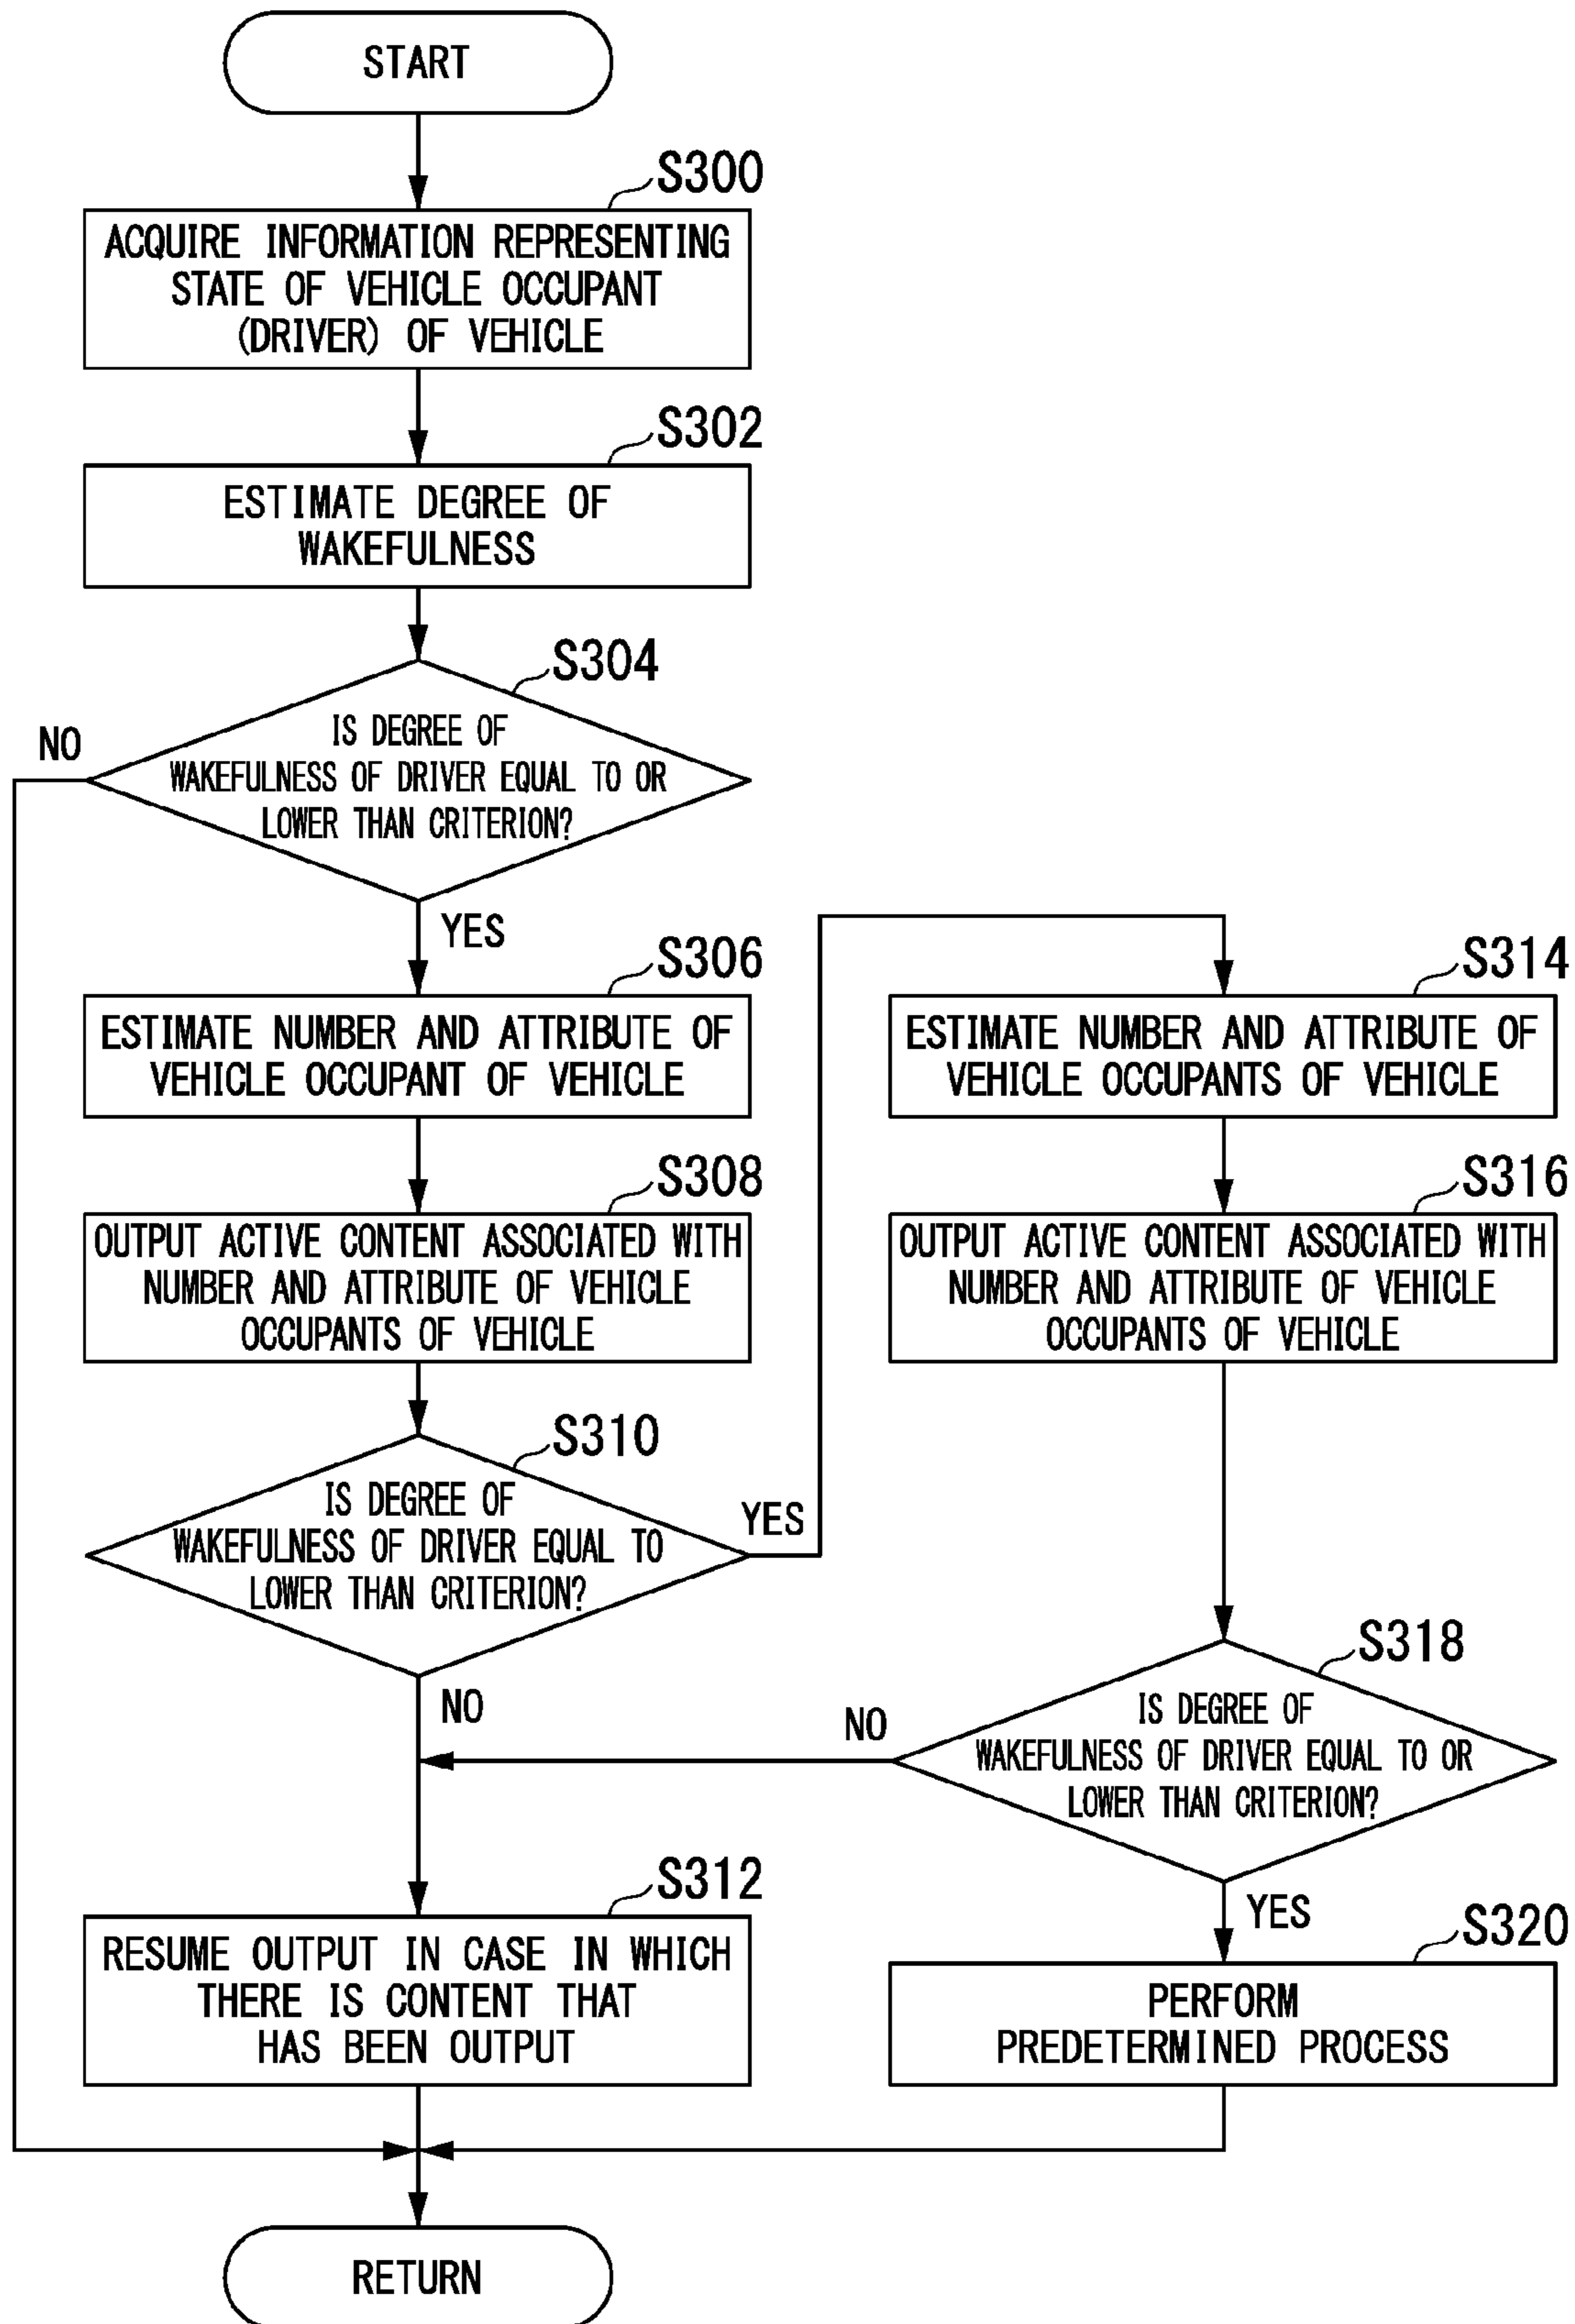 START
S300
ACQUIRE INFORMATION REPRESENTING
STATE OF VEHICLE OCCUPANT
(DRIVER) OF VEHICLE
S302
ESTIMATE DEGREE OF
WAKEFULNESS
S304
IS DEGREE OF
WAKEFULNESS OF DRIVER EQUAL TO OR
LOWER THAN CRITERION?
NO
YES
S306
ESTIMATE NUMBER AND ATTRIBUTE OF
VEHICLE OCCUPANT OF VEHICLE
S308
OUTPUT ACTIVE CONTENT ASSOCIATED WITH
NUMBER AND ATTRIBUTE OF VEHICLE
OCCUPANTS OF VEHICLE
S310
IS DEGREE OF
WAKEFULNESS OF DRIVER EQUAL TO
LOWER THAN CRITERION?
YES
NO
S312
RESUME OUTPUT IN CASE IN WHICH
THERE IS CONTENT THAT
HAS BEEN OUTPUT
S314
ESTIMATE NUMBER AND ATTRIBUTE OF
VEHICLE OCCUPANTS OF VEHICLE
S316
OUTPUT ACTIVE CONTENT ASSOCIATED WITH
NUMBER AND ATTRIBUTE OF VEHICLE
OCCUPANTS OF VEHICLE
S318
IS DEGREE OF
WAKEFULNESS OF DRIVER EQUAL TO OR
LOWER THAN CRITERION?
NO
YES
S320
PERFORM
PREDETERMINED PROCESS
RETURN